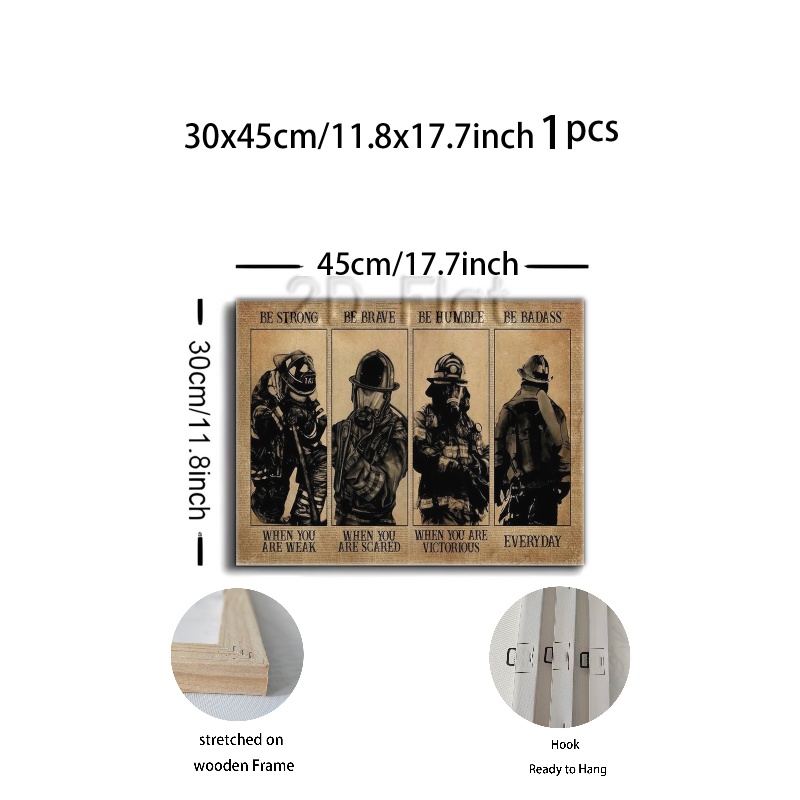 30x45cm/11.8x17.7inch 1pcs
45cm/17.7inch
2D Flat
30cm/11.8inch
BE STRONG BE BRAVE BE HUMBLE BE BADASS
WHEN YOU ARE WEAK
WHEN YOU ARE SCARED
WHEN YOU ARE VICTORIOUS
EVERYDAY
stretched on
wooden Frame
Hook
Ready to Hang